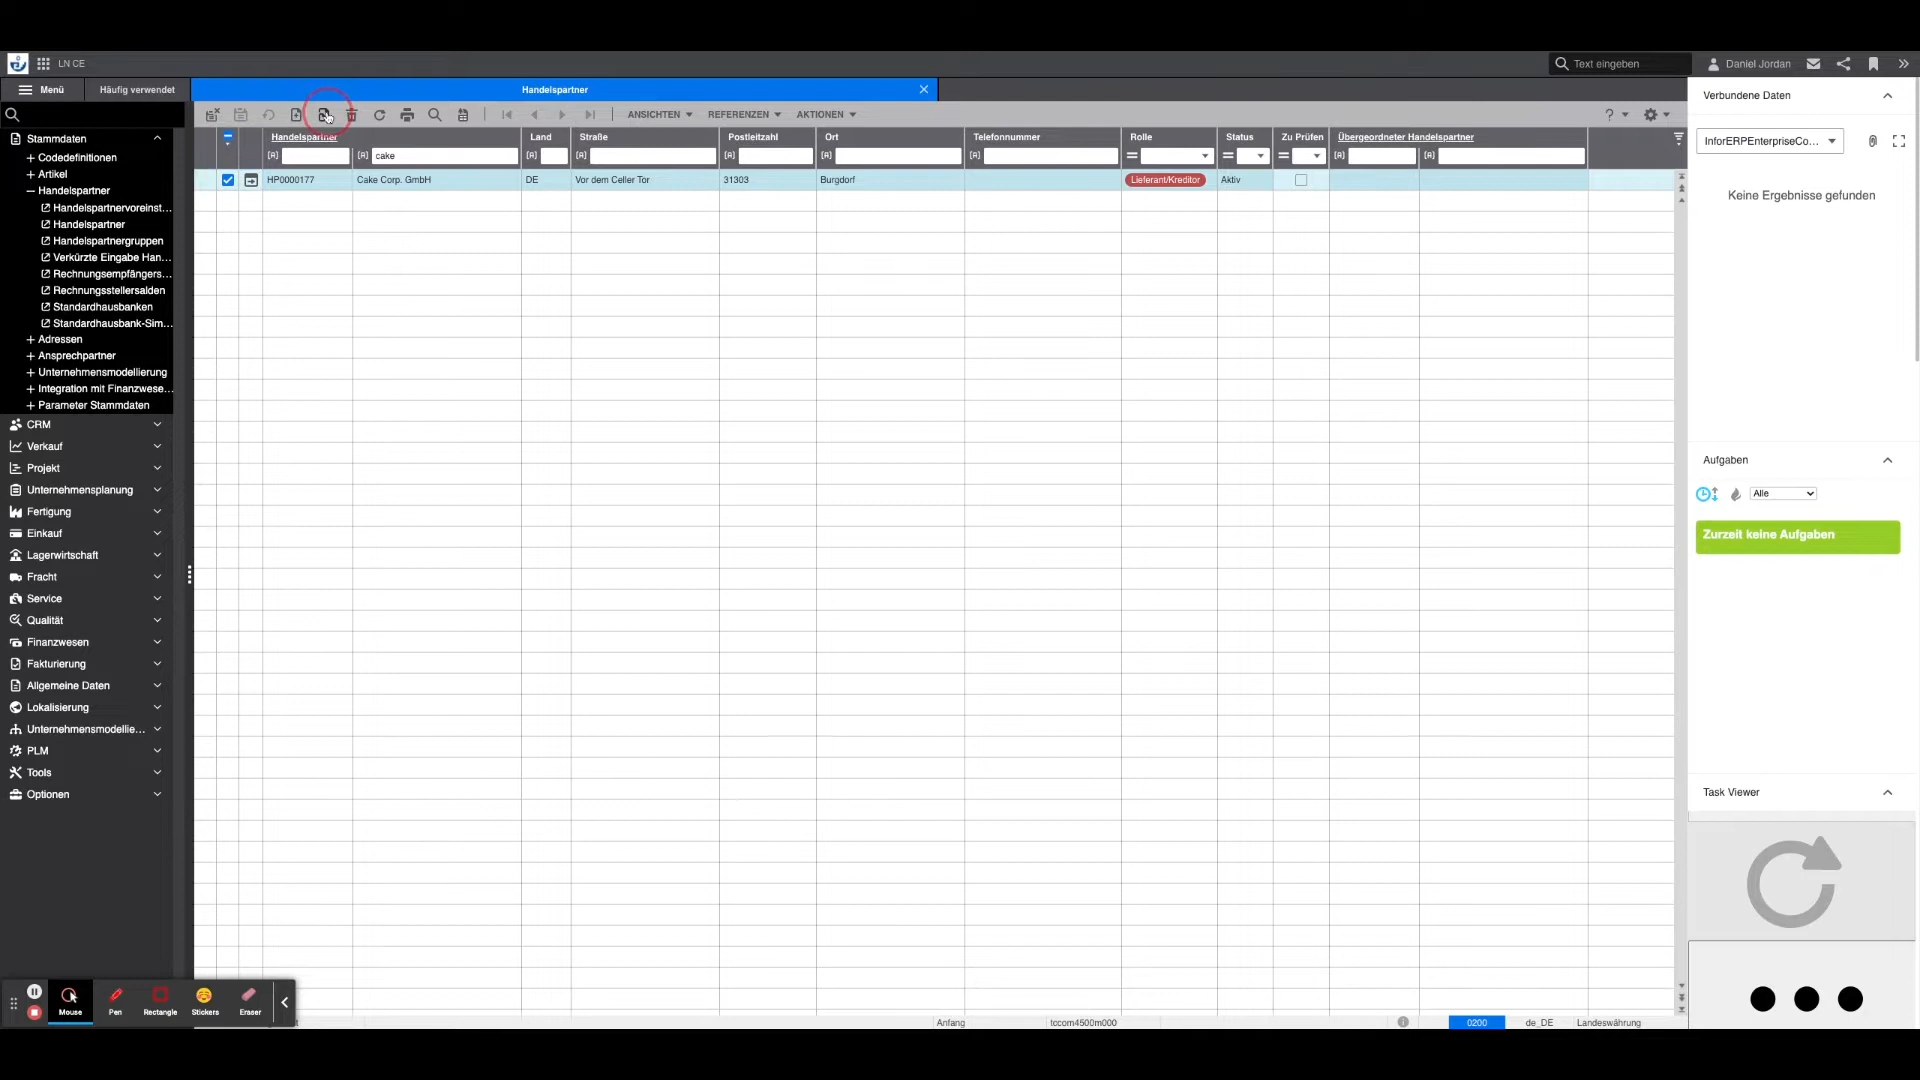 LN CE
Text eingeben
Daniel Jordan
Menü
Häufig verwendet
Handelspartner
ANSICHTEN
REFERENZEN
AKTIONEN
Handelspartner
Land
Straße
Postleitzahl
Ort
Telefonnummer
Rolle
Status
Zu Prüfen
Übergeordneter Handelspartner
cake
HP0000177
Cake Corp. GmbH
DE
Vor dem Celler Tor
31303
Burgdorf
Lieferant/Kreditor
Aktiv
Stammdaten
Codedefinitionen
Artikel
Handelspartner
Handelspartnervoreinst...
Handelspartner
Handelspartnergruppen
Verkürzte Eingabe Han...
Rechnungsempfängers...
Rechnungsstellersalden
Standardhausbanken
Standardhausbank-Sim...
Adressen
Ansprechpartner
Unternehmensmodellierung
Integration mit Finanzwese...
Parameter Stammdaten
CRM
Verkauf
Projekt
Unternehmensplanung
Fertigung
Einkauf
Lagerwirtschaft
Fracht
Service
Qualität
Finanzwesen
Fakturierung
Allgemeine Daten
Lokalisierung
Unternehmensmodellie...
PLM
Tools
Optionen
Verbundene Daten
InforERPEnterpriseCo...
Keine Ergebnisse gefunden
Aufgaben
Alle
Zurzeit keine Aufgaben
Task Viewer
Mouse
Pen
Rectangle
Stickers
Eraser
Anfang
tccom4500m000
0200
de_DE
Landeswährung